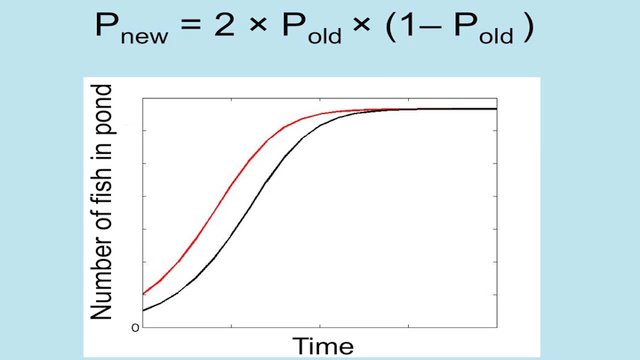 Pnew = 2 × Pold × (1– Pold )
Number of fish in pond
0
Time